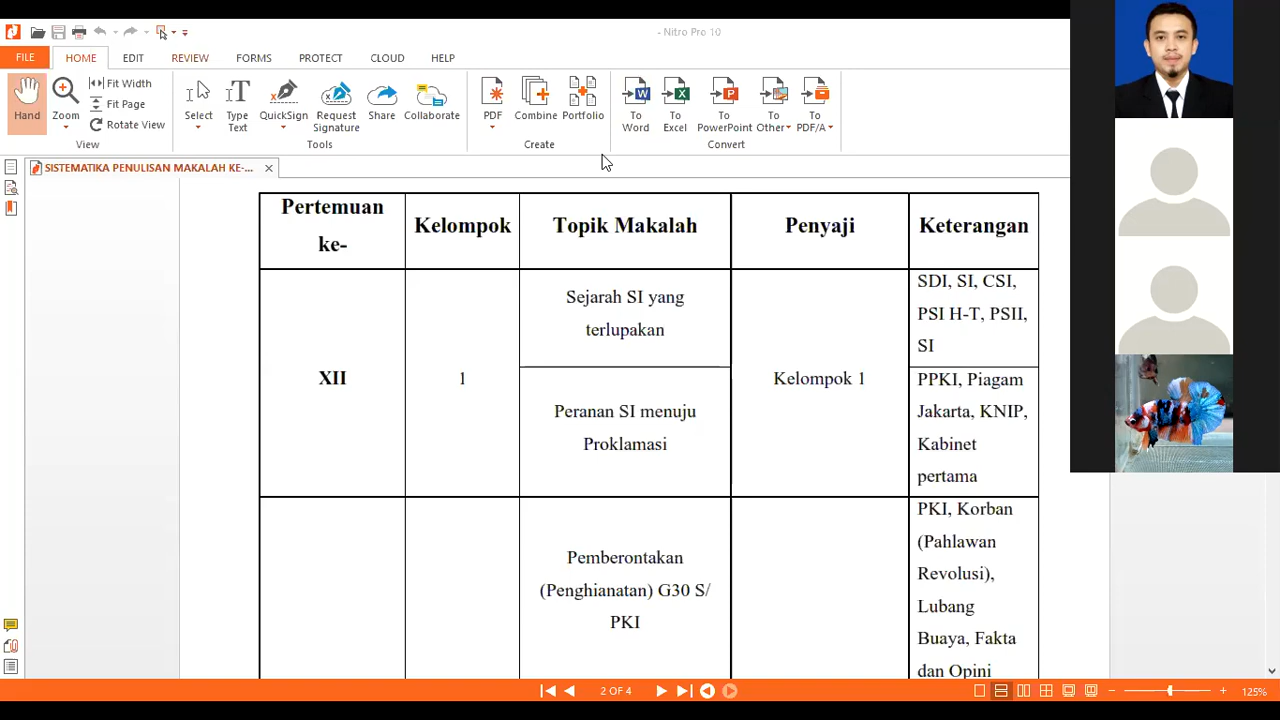 - Nitro Pro 10
FILE HOME EDIT REVIEW FORMS PROTECT CLOUD HELP
Hand
Zoom
Fit Width
Fit Page
Rotate View
View
Select
Type Text
QuickSign
Request Signature
Share
Collaborate
Tools
PDF
Combine
Portfolio
Create
To Word
To Excel
To PowerPoint
To Other
To PDF/A
Convert
SISTEMATIKA PENULISAN MAKALAH KE-...
Pertemuan
ke-
Kelompok
Topik Makalah
Penyaji
Keterangan
XII
1
Sejarah SI yang
terlupakan
Kelompok 1
SDI, SI, CSI,
PSI H-T, PSII,
SI
Peranan SI menuju
Proklamasi
PPKI, Piagam
Jakarta, KNIP,
Kabinet
pertama
Pemberontakan
(Penghianatan) G30 S/
PKI
PKI, Korban
(Pahlawan
Revolusi),
Lubang
Buaya, Fakta
dan Opini
2 OF 4
125%